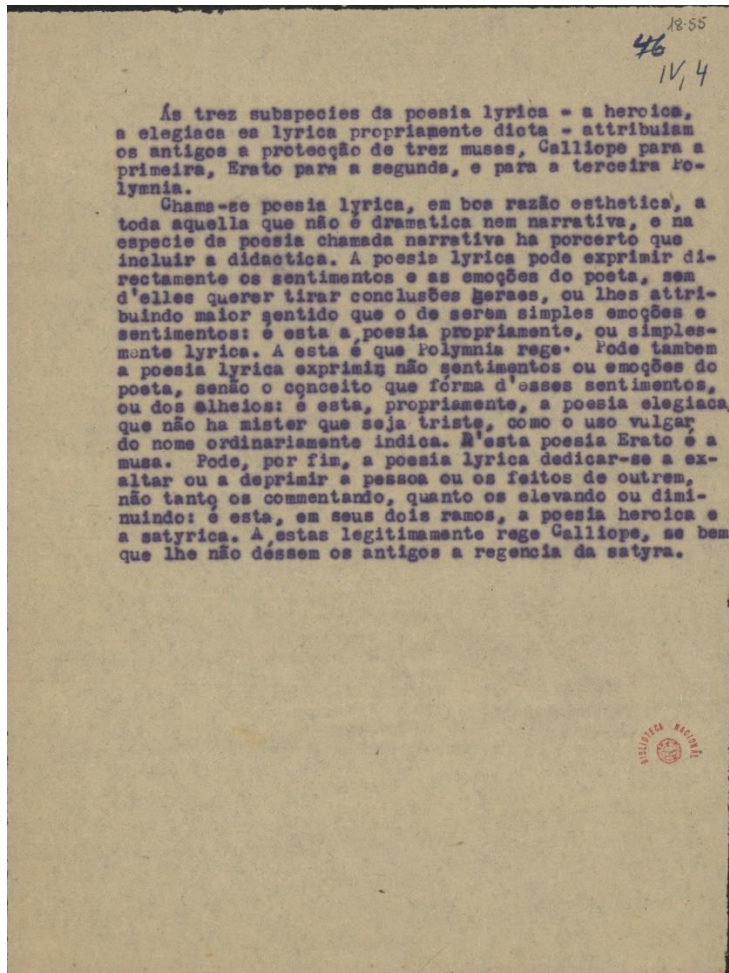 18-55
46
IV, 4
Ás trez subspecies da poesia lyrica - a heroica,
a elegiaca ea lyrica propriamente dicta - attribuiam
os antigos a protecção de trez musas, Calliope para a
primeira, Erato para a segunda, e para a terceira Po-
lymnia.
Chama-se poesia lyrica, em boa razão esthetica, a
toda aquella que não é dramatica nem narrativa, e na
especie da poesia chamada narrativa ha porcerto que
incluir a didactica. A poesia lyrica pode exprimir di-
rectamente os sentimentos e as emoções do poeta, sem
d'elles querer tirar conclusões geraes, ou lhes attri-
buindo maior sentido que o de serem simples emoções e
sentimentos: é esta a poesia propriamente, ou simples-
mente lyrica. A esta é que Polymnia rege. Pode tambem
a poesia lyrica exprimir não sentimentos ou emoções do
poeta, senão o conceito que fórma d'esses sentimentos,
ou dos alheios: é esta, propriamente, a poesia elegiaca,
que não ha mister que seja triste, como o uso vulgar
do nome ordinariamente indica. D'esta poesia Erato é a
musa. Pode, por fim, a poesia lyrica dedicar-se a ex-
altar ou a deprimir a pessoa ou os feitos de outrem,
não tanto os commentando, quanto os elevando ou dimi-
nuindo: é esta, em seus dois ramos, a poesia heroica e
a satyrica. A estas legitimamente rege Calliope, se bem
que lhe não déssem os antigos a regencia da satyra.
BIBLIOTECA NACIONAL